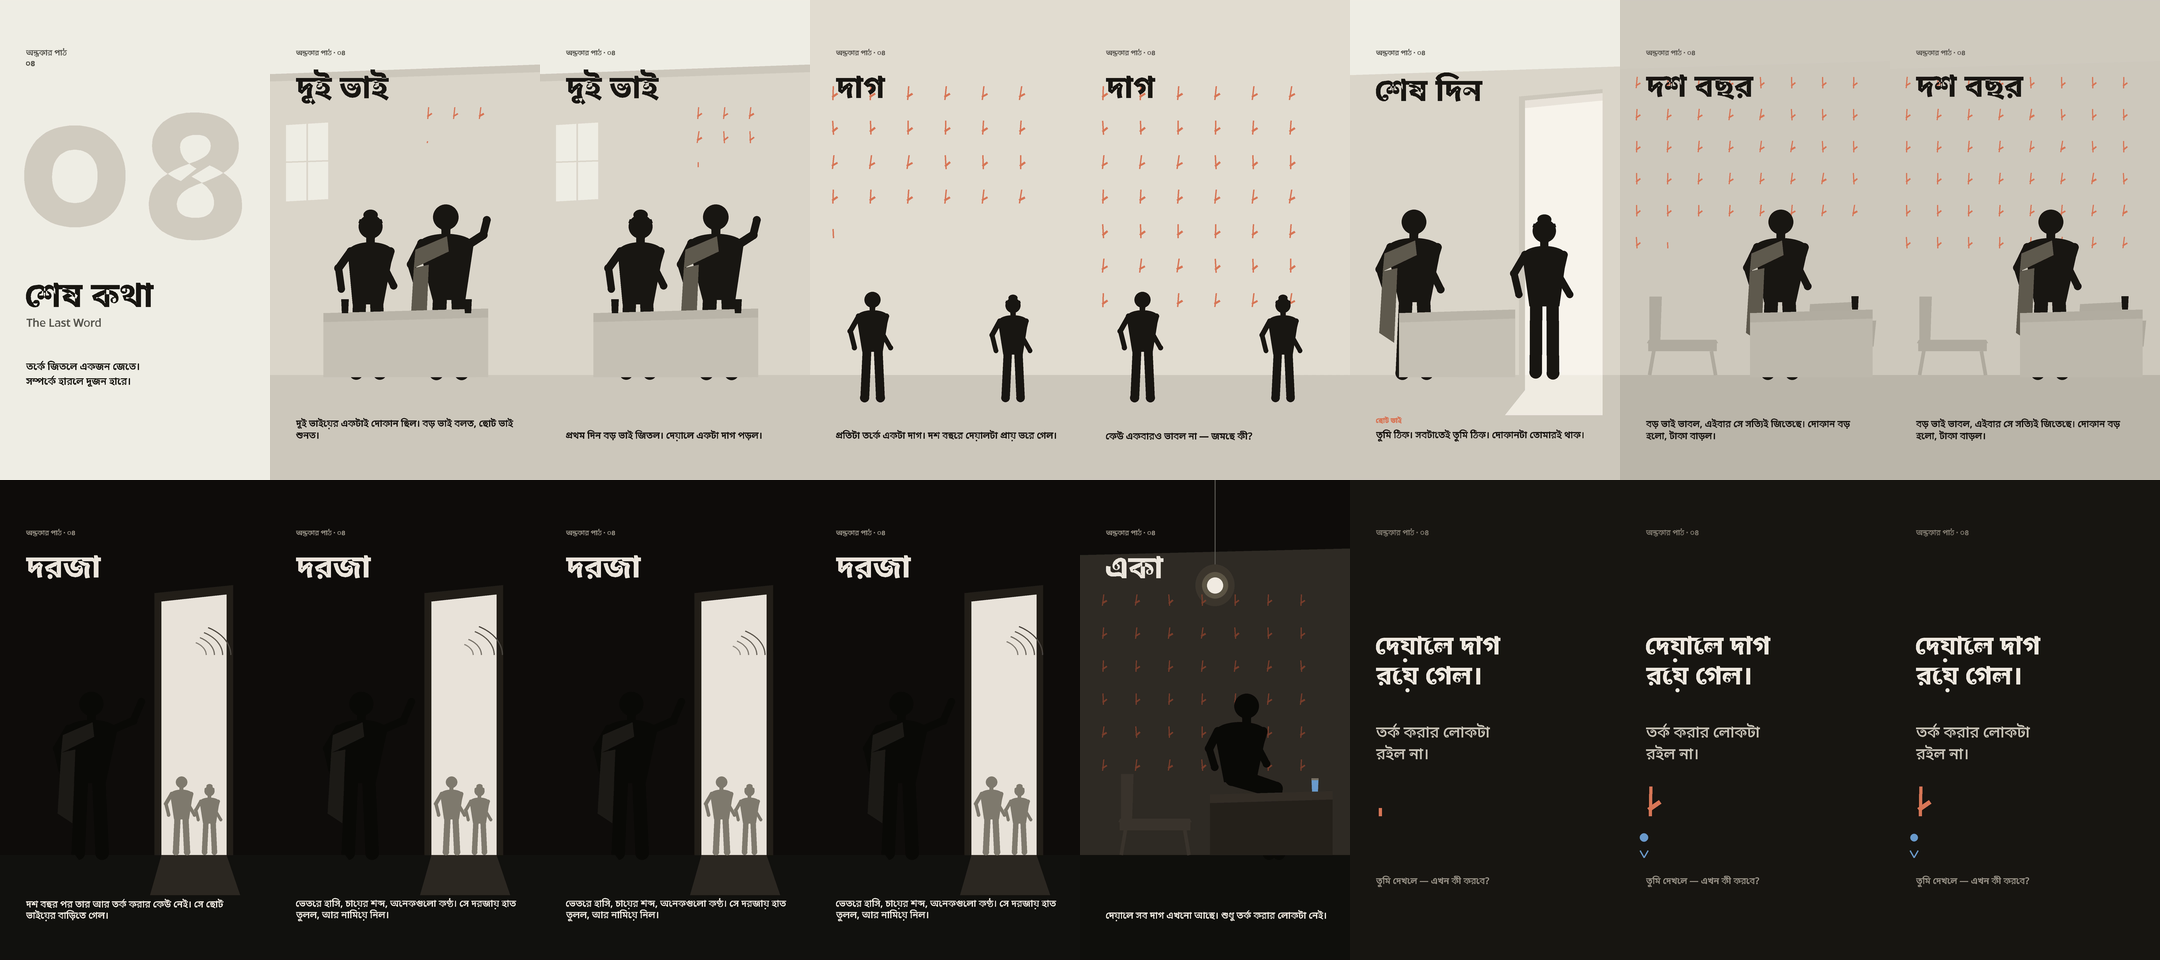 অন্ধকার পাঠ
০৪
০৪
শেষ কথা
The Last Word
তর্কে জিতলে একজন জেতে।
সম্পর্কে হারলে দুজন হারে।
অন্ধকার পাঠ · ০৪
দুই ভাই
দুই ভাইয়ের একটাই দোকান ছিল। বড় ভাই বলত, ছোট ভাই
শুনত।
অন্ধকার পাঠ · ০৪
দুই ভাই
প্রথম দিন বড় ভাই জিতল। দেয়ালে একটা দাগ পড়ল।
অন্ধকার পাঠ · ০৪
দাগ
প্রতিটা তর্কে একটা দাগ। দশ বছরে দেয়ালটা প্রায় ভরে গেল।
অন্ধকার পাঠ · ০৪
দাগ
কেউ একবারও ভাবল না — জমছে কী?
অন্ধকার পাঠ · ০৪
শেষ দিন
ছোট ভাই
তুমি ঠিক। সবটাতেই তুমি ঠিক। দোকানটা তোমারই থাক।
অন্ধকার পাঠ · ০৪
দশ বছর
বড় ভাই ভাবল, এইবার সে সত্যিই জিতেছে। দোকান বড়
হলো, টাকা বাড়ল।
অন্ধকার পাঠ · ০৪
দশ বছর
বড় ভাই ভাবল, এইবার সে সত্যিই জিতেছে। দোকান বড়
হলো, টাকা বাড়ল।
অন্ধকার পাঠ · ০৪
দরজা
দশ বছর পর তার আর তর্ক করার কেউ নেই। সে ছোট
ভাইয়ের বাড়িতে গেল।
অন্ধকার পাঠ · ০৪
দরজা
ভেতরে হাসি, চায়ের শব্দ, অনেকগুলো কণ্ঠ। সে দরজায় হাত
তুলল, আর নামিয়ে নিল।
অন্ধকার পাঠ · ০৪
দরজা
ভেতরে হাসি, চায়ের শব্দ, অনেকগুলো কণ্ঠ। সে দরজায় হাত
তুলল, আর নামিয়ে নিল।
অন্ধকার পাঠ · ০৪
দরজা
ভেতরে হাসি, চায়ের শব্দ, অনেকগুলো কণ্ঠ। সে দরজায় হাত
তুলল, আর নামিয়ে নিল।
অন্ধকার পাঠ · ০৪
একা
দেয়ালে সব দাগ এখনো আছে। শুধু তর্ক করার লোকটা নেই।
অন্ধকার পাঠ · ০৪
দেয়ালে দাগ
রয়ে গেল।
তর্ক করার লোকটা
রইল না।
তুমি দেখলে — এখন কী করবে?
অন্ধকার পাঠ · ০৪
দেয়ালে দাগ
রয়ে গেল।
তর্ক করার লোকটা
রইল না।
তুমি দেখলে — এখন কী করবে?
অন্ধকার পাঠ · ০৪
দেয়ালে দাগ
রয়ে গেল।
তর্ক করার লোকটা
রইল না।
তুমি দেখলে — এখন কী করবে?